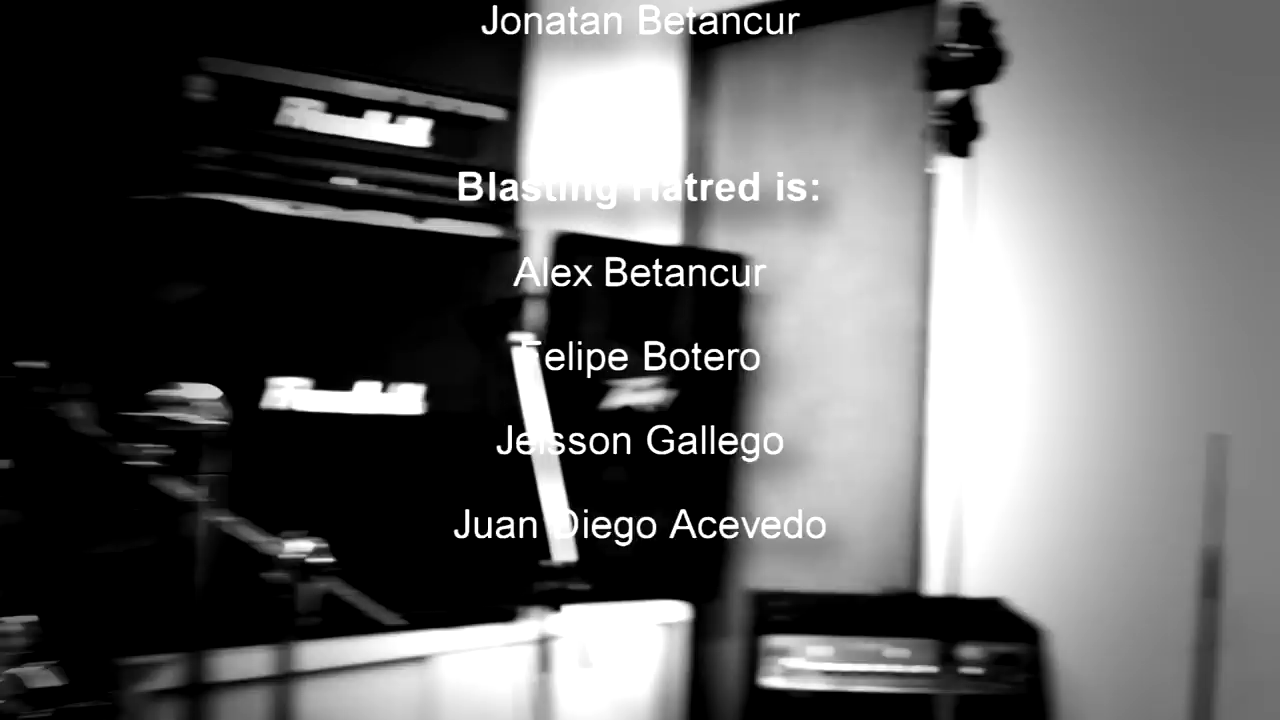 Jonatan Betancur
Blasting Hatred is:
Alex Betancur
Felipe Botero
Jeisson Gallego
Juan Diego Acevedo